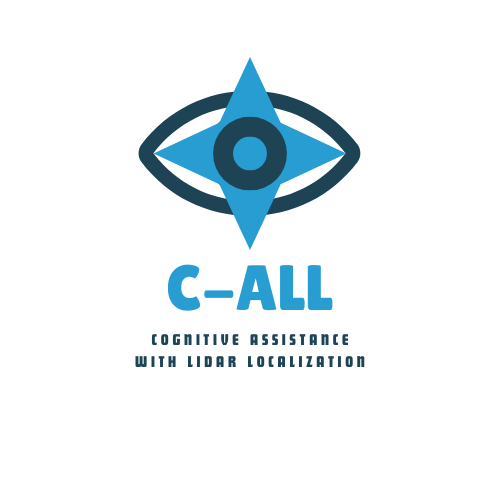 C-ALL
COGNITIVE ASSISTANCE
WITH LIDAR LOCALIZATION